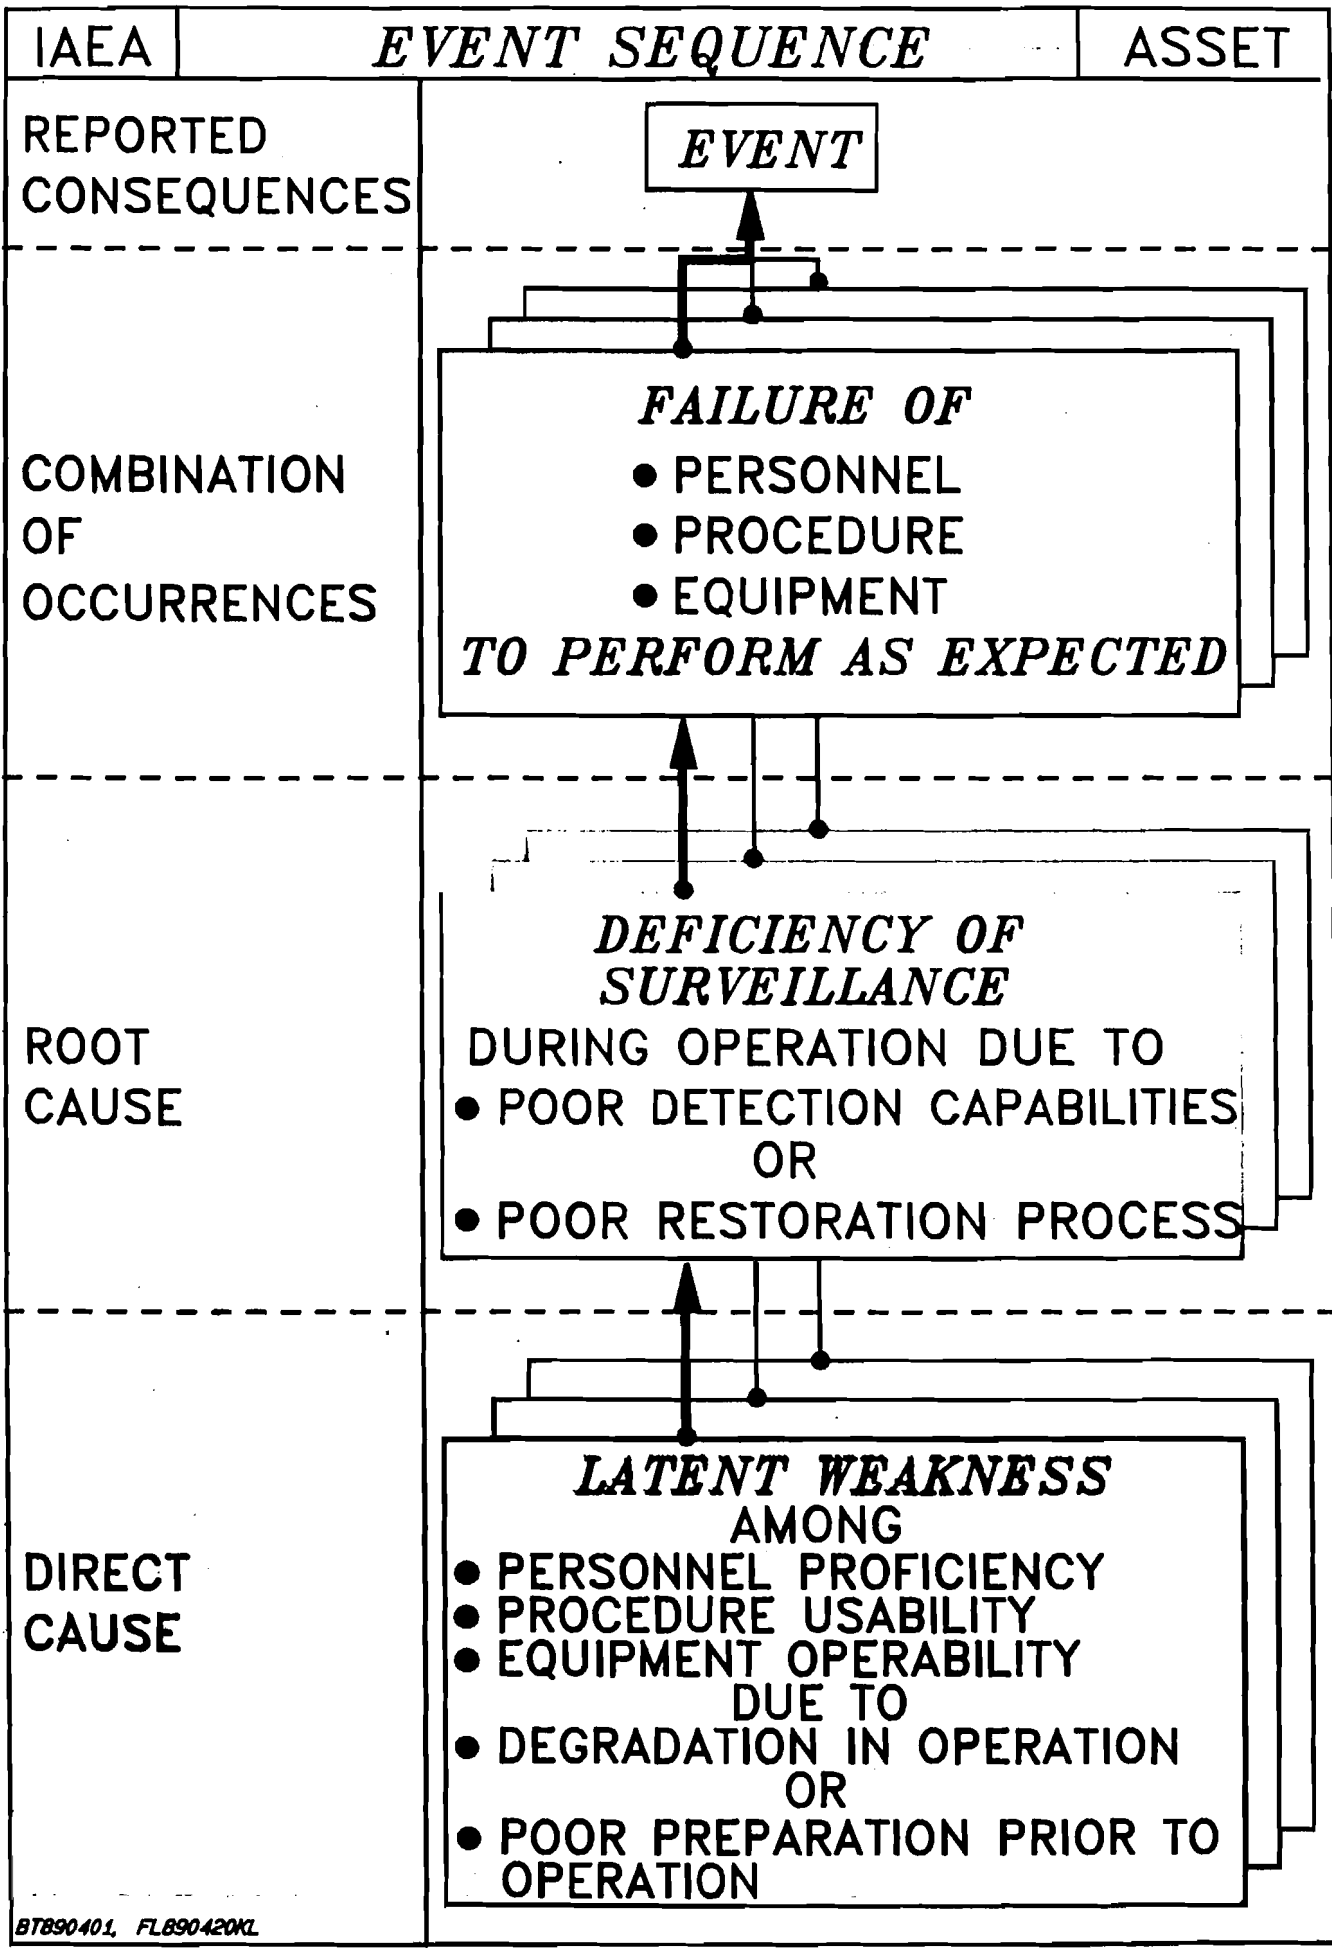 IAEA EVENT SEQUENCE ASSET
REPORTED
CONSEQUENCES
EVENT
COMBINATION
OF
OCCURRENCES
FAILURE OF
● PERSONNEL
● PROCEDURE
● EQUIPMENT
TO PERFORM AS EXPECTED
ROOT
CAUSE
DEFICIENCY OF
SURVEILLANCE
DURING OPERATION DUE TO
● POOR DETECTION CAPABILITIES
OR
● POOR RESTORATION PROCESS
DIRECT
CAUSE
LATENT WEAKNESS
AMONG
● PERSONNEL PROFICIENCY
● PROCEDURE USABILITY
● EQUIPMENT OPERABILITY
DUE TO
● DEGRADATION IN OPERATION
OR
● POOR PREPARATION PRIOR TO
OPERATION
BT890401, FL890420KL